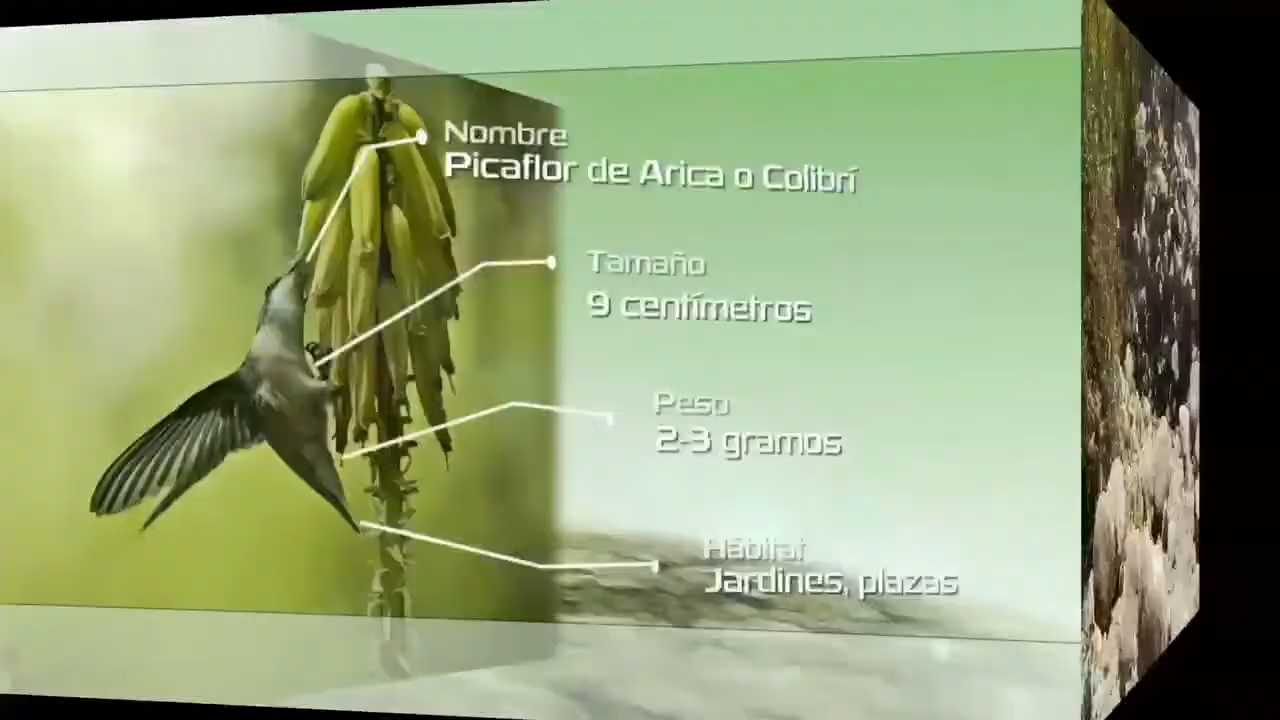 Nombre
Picaflor de Arica o Colibrí
Tamaño
9 centímetros
Peso
2-3 gramos
Hábitat
Jardines, plazas